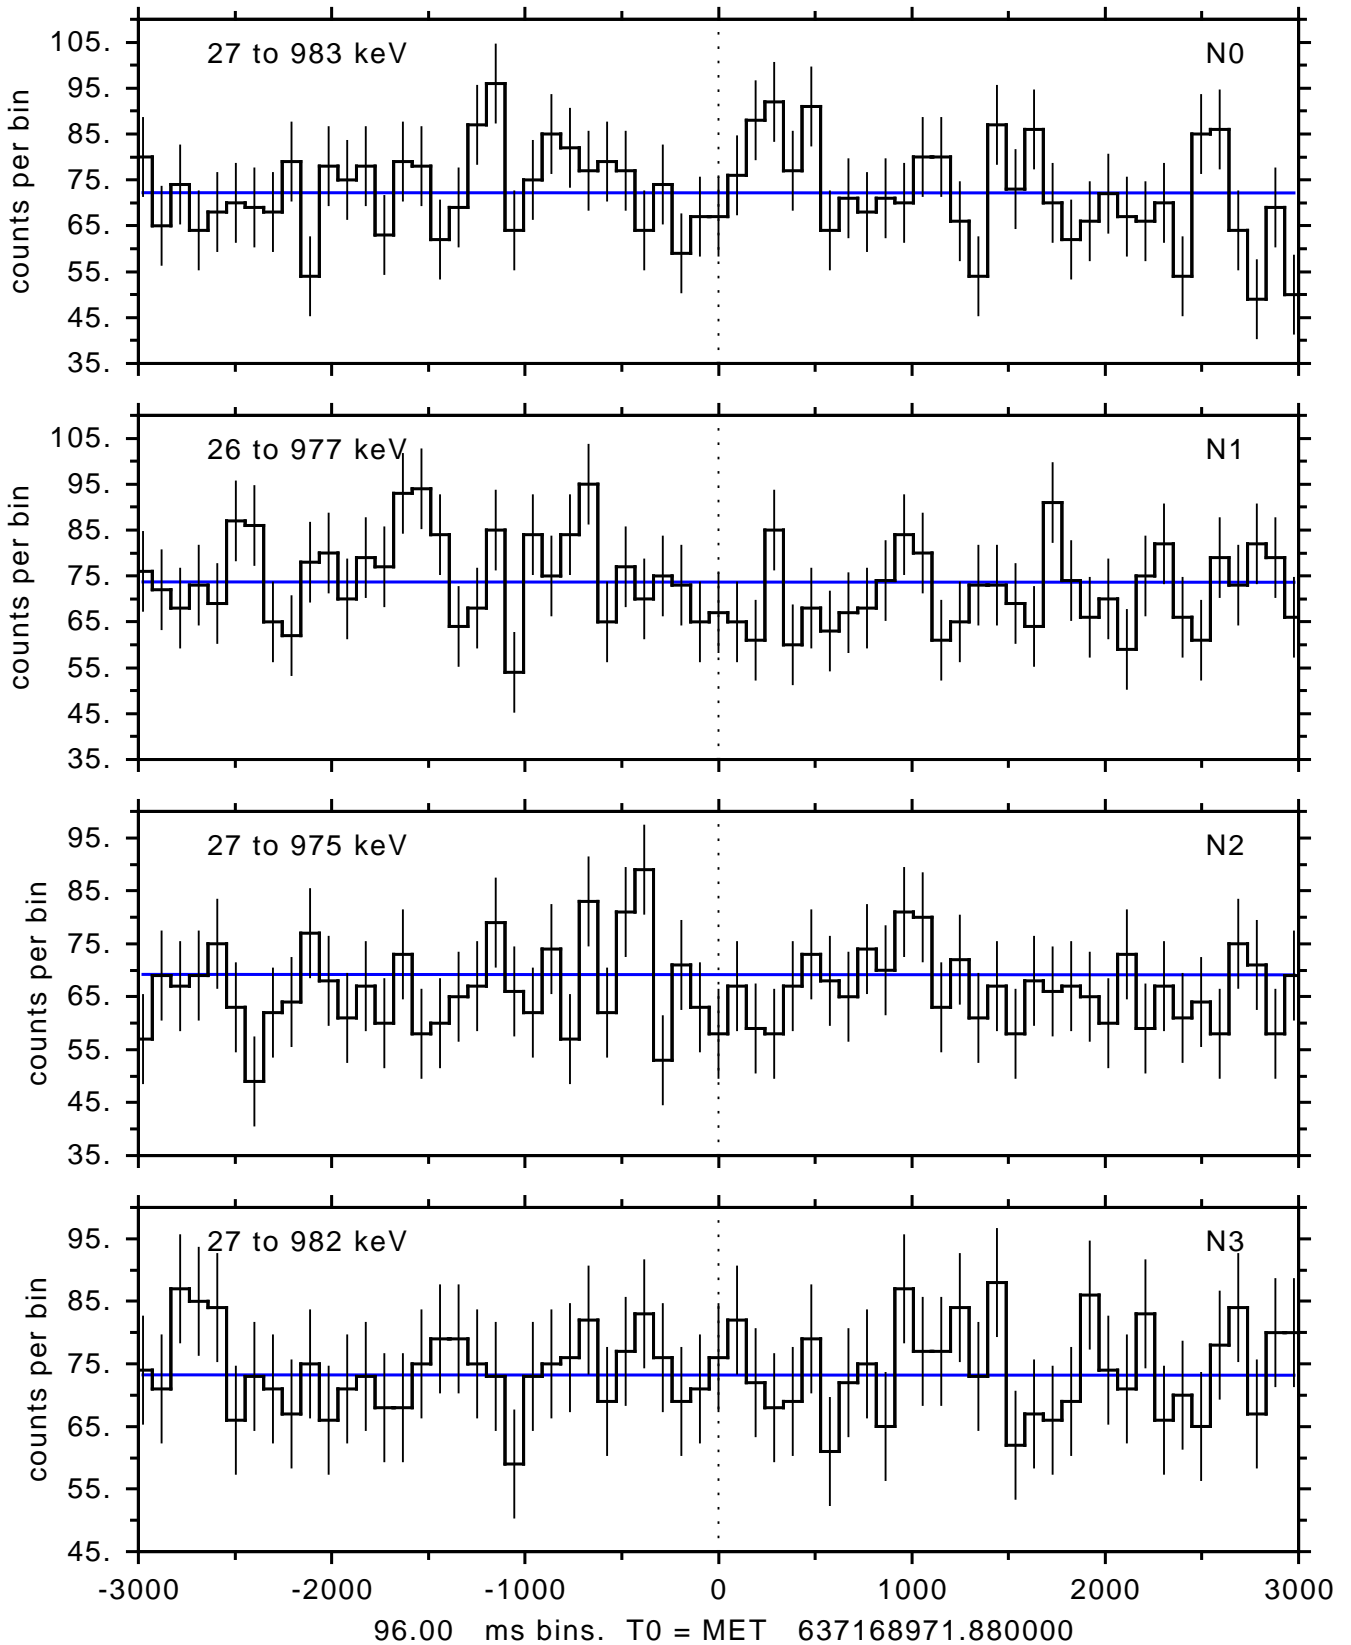 27 to 983 keV N0
105.
95.
85.
75.
65.
55.
45.
35.
counts per bin
26 to 977 keV N1
105.
95.
85.
75.
65.
55.
45.
35.
counts per bin
27 to 975 keV N2
95.
85.
75.
65.
55.
45.
35.
counts per bin
27 to 982 keV N3
95.
85.
75.
65.
55.
45.
counts per bin
-3000 -2000 -1000 0 1000 2000 3000
96.00 ms bins. T0 = MET 637168971.880000